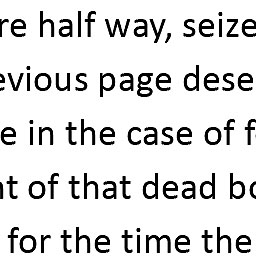 re half way, seize
evious page dese
e in the case of f
nt of that dead bo
for the time the